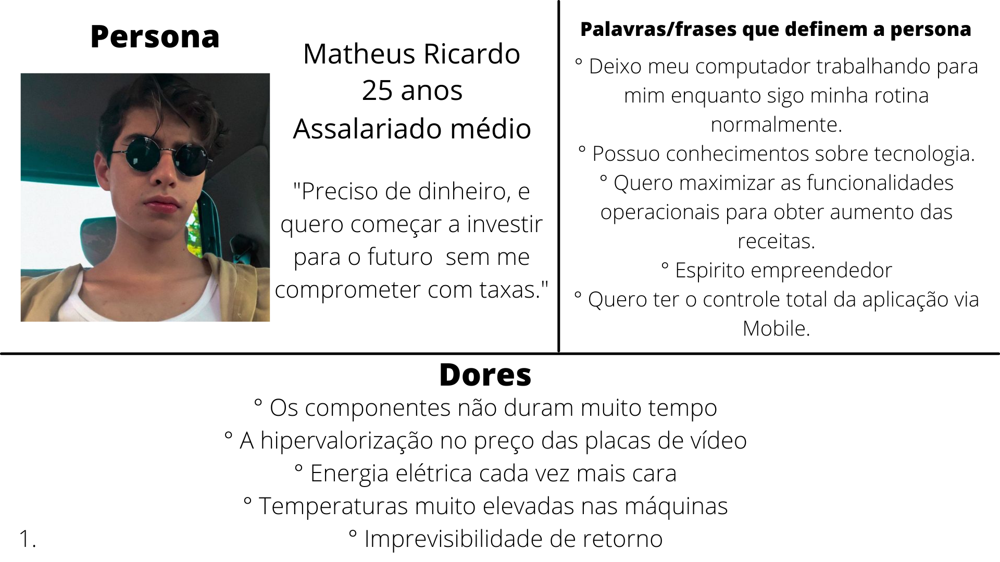 Persona
Matheus Ricardo
25 anos
Assalariado médio
"Preciso de dinheiro, e
quero começar a investir
para o futuro  sem me
comprometer com taxas."
Palavras/frases que definem a persona
° Deixo meu computador trabalhando para
mim enquanto sigo minha rotina
normalmente.
° Possuo conhecimentos sobre tecnologia.
° Quero maximizar as funcionalidades
operacionais para obter aumento das
receitas.
° Espirito empreendedor
° Quero ter o controle total da aplicação via
Mobile.
Dores
° Os componentes não duram muito tempo
° A hipervalorização no preço das placas de vídeo
° Energia elétrica cada vez mais cara
° Temperaturas muito elevadas nas máquinas
° Imprevisibilidade de retorno
1.